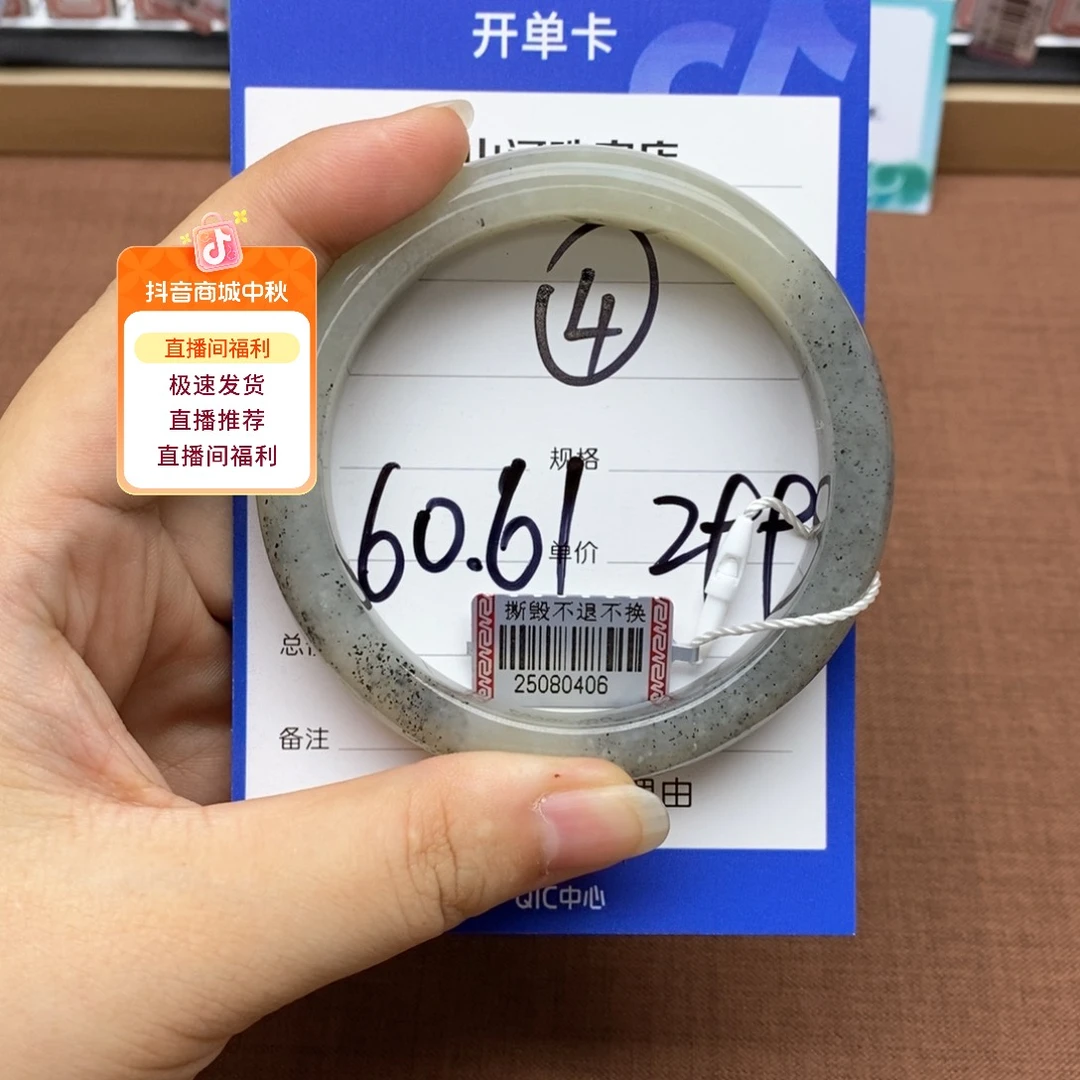 开单卡
抖音商城中秋
直播间福利
极速发货
直播推荐
直播间福利
④
规格
60.61
单价
撕毁不退不换
25080406
总
备注
由
QIC中心